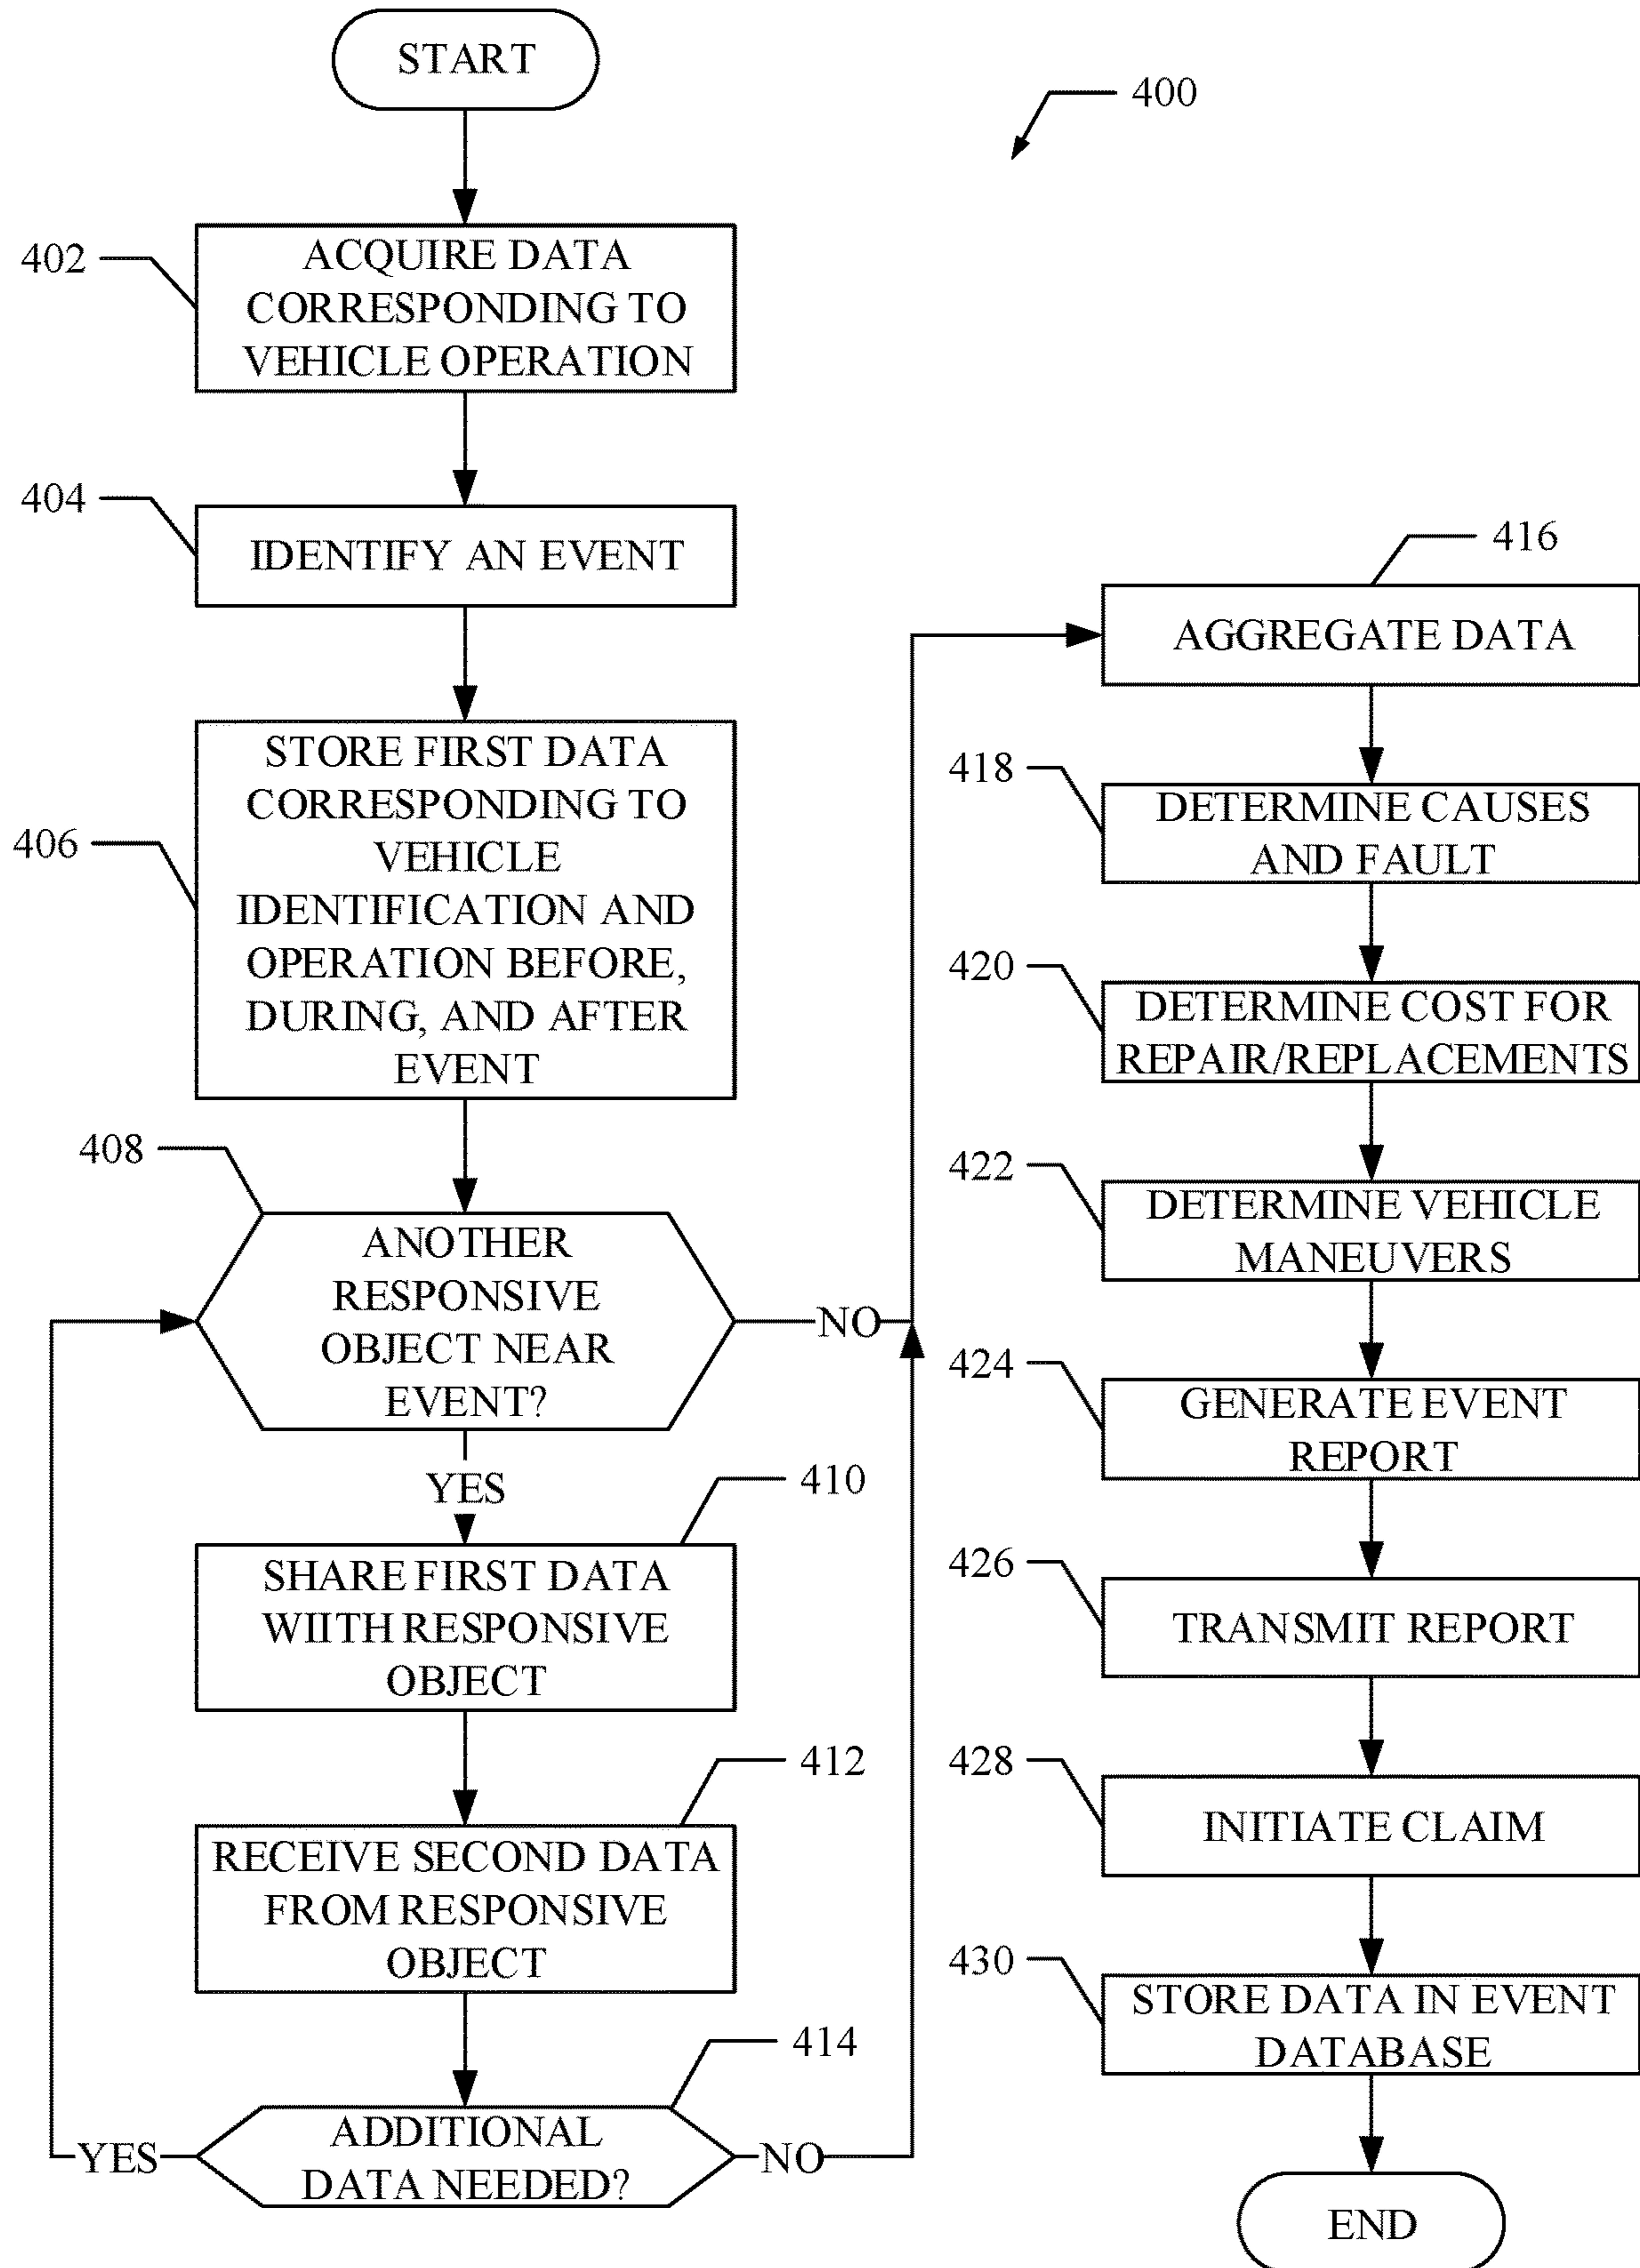 START
400
402
ACQUIRE DATA
CORRESPONDING TO
VEHICLE OPERATION
404
IDENTIFY AN EVENT
406
STORE FIRST DATA
CORRESPONDING TO
VEHICLE
IDENTIFICATION AND
OPERATION BEFORE,
DURING, AND AFTER
EVENT
408
ANOTHER
RESPONSIVE
OBJECT NEAR
EVENT?
NO
YES
410
SHARE FIRST DATA
WIITH RESPONSIVE
OBJECT
412
RECEIVE SECOND DATA
FROM RESPONSIVE
OBJECT
414
ADDITIONAL
DATA NEEDED?
YES
NO
416
AGGREGATE DATA
418
DETERMINE CAUSES
AND FAULT
420
DETERMINE COST FOR
REPAIR/REPLACEMENTS
422
DETERMINE VEHICLE
MANEUVERS
424
GENERATE EVENT
REPORT
426
TRANSMIT REPORT
428
INITIATE CLAIM
430
STORE DATA IN EVENT
DATABASE
END